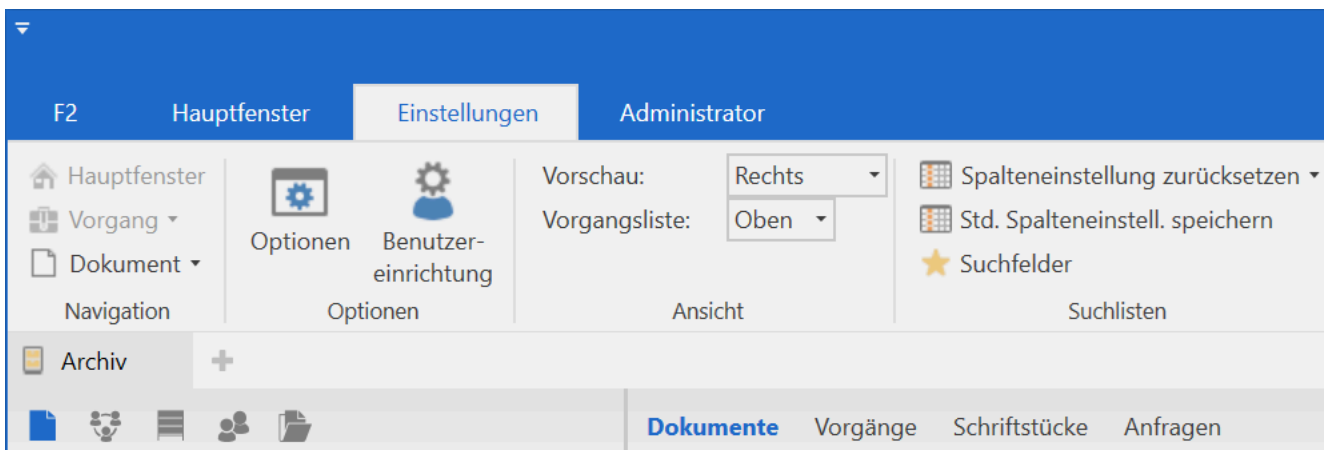 F2 Hauptfenster Einstellungen Administrator
Hauptfenster
Vorgang
Dokument
Navigation
Optionen
Benutzer-
einrichtung
Optionen
Vorschau: Rechts
Vorgangsliste: Oben
Ansicht
Spalteneinstellung zurücksetzen
Std. Spalteneinstell. speichern
Suchfelder
Suchlisten
Archiv
Dokumente Vorgänge Schriftstücke Anfragen